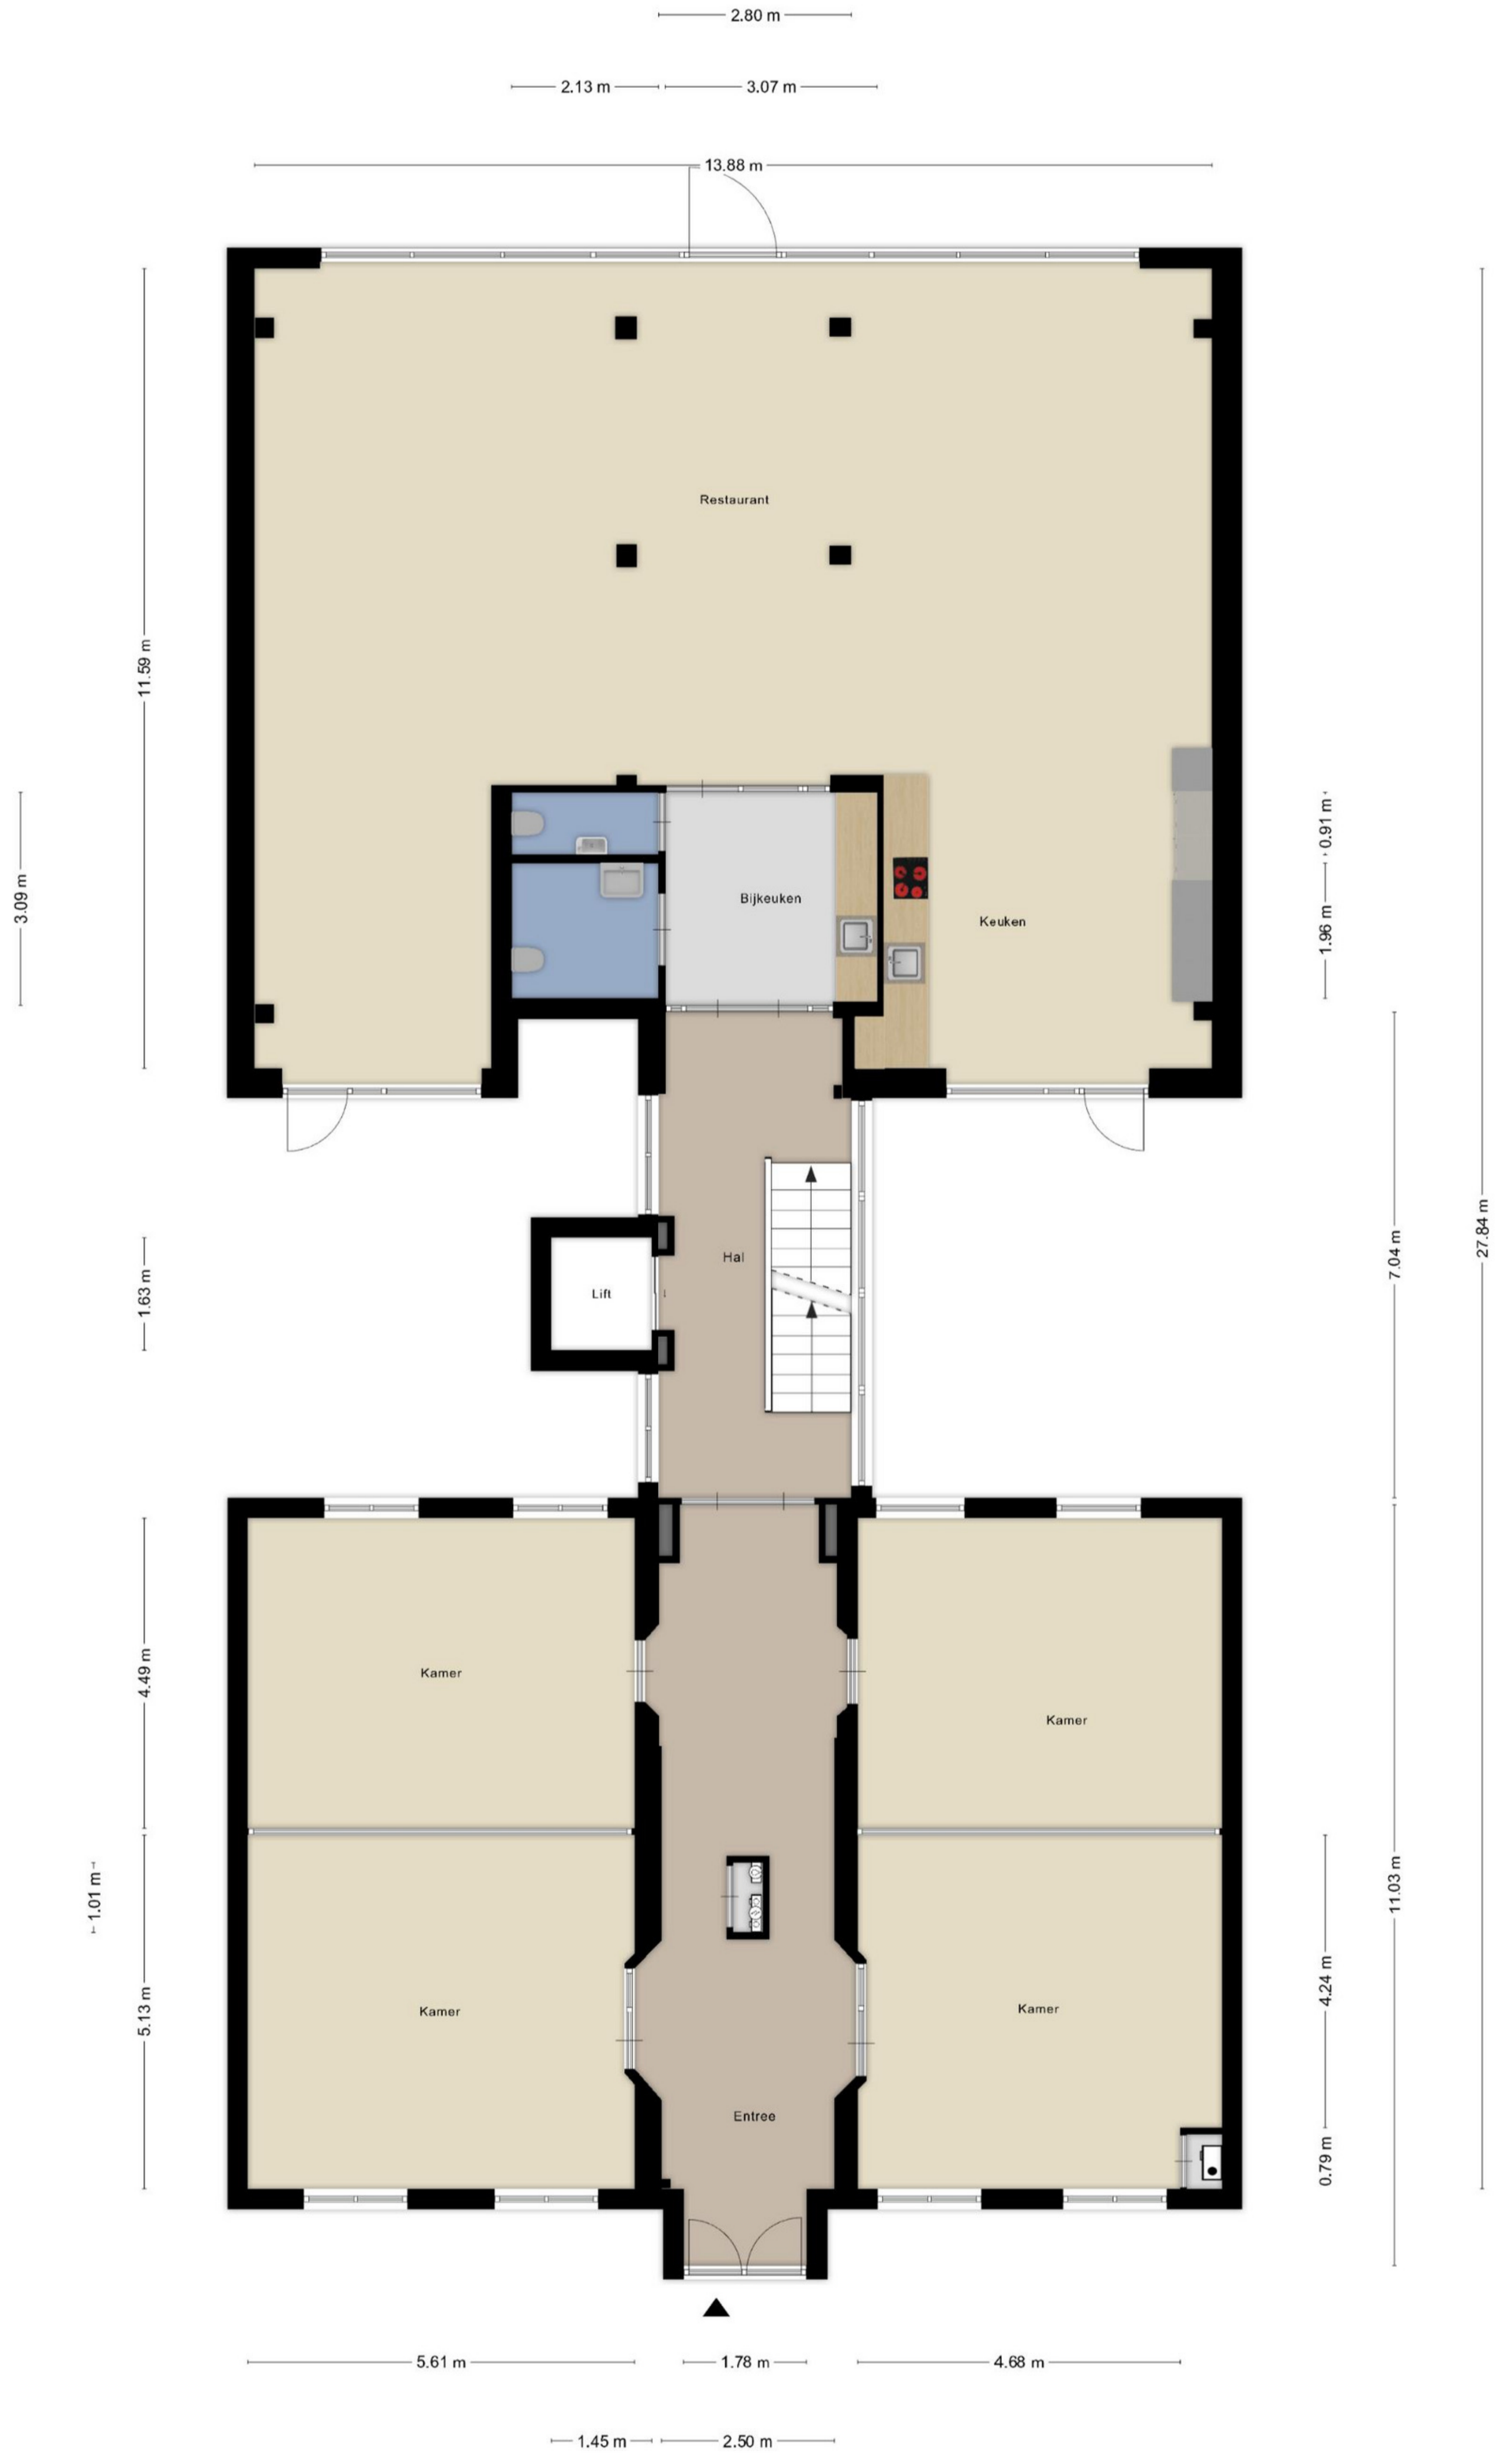 2.80 m
2.13 m
3.07 m
13.88 m
Restaurant
11.59 m
0.91 m
3.09 m
Bijkeuken
Keuken
1.96 m
Hal
7.04 m
27.84 m
Lift
1.63 m
Kamer
4.49 m
Kamer
1.01 m
11.03 m
4.24 m
Kamer
Kamer
5.13 m
Entree
0.79 m
5.61 m
1.78 m
4.68 m
1.45 m
2.50 m